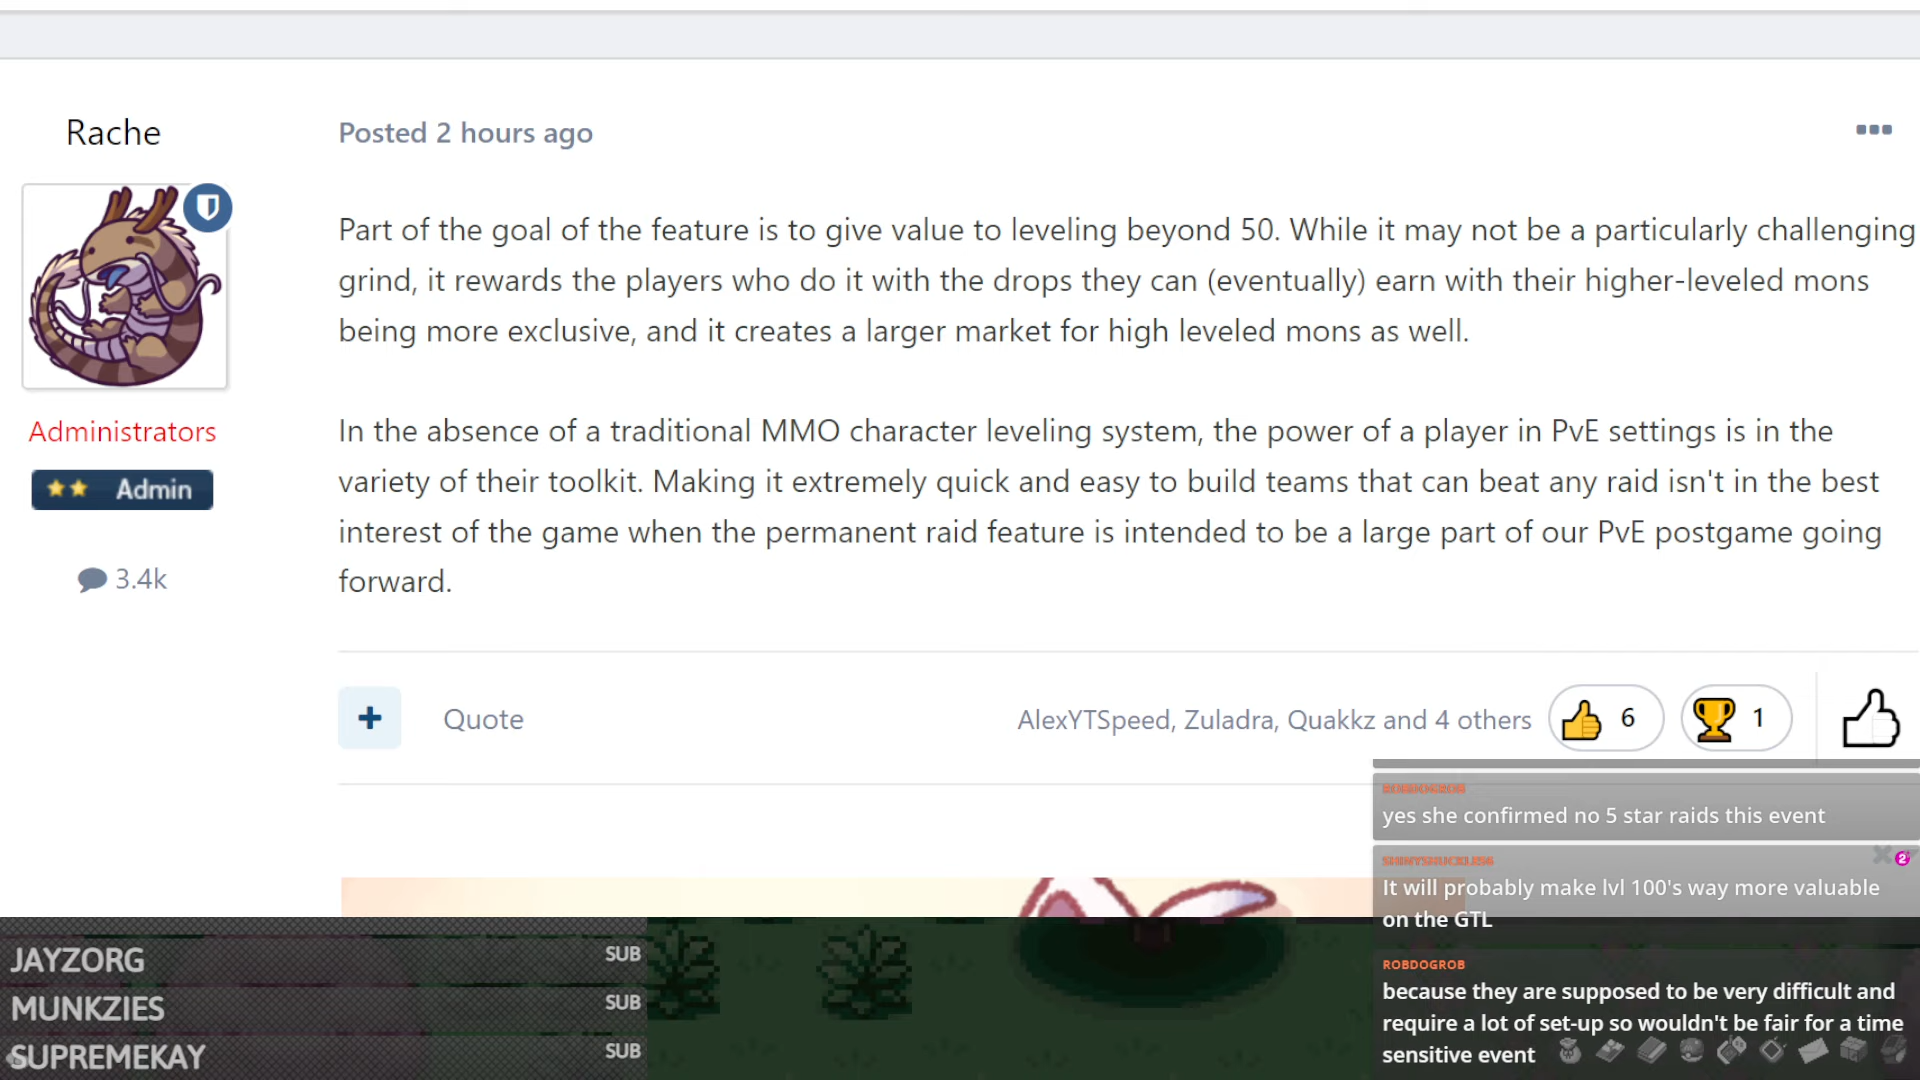 Rache
Posted 2 hours ago
Part of the goal of the feature is to give value to leveling beyond 50. While it may not be a particularly challenging
grind, it rewards the players who do it with the drops they can (eventually) earn with their higher-leveled mons
being more exclusive, and it creates a larger market for high leveled mons as well.
In the absence of a traditional MMO character leveling system, the power of a player in PvE settings is in the
variety of their toolkit. Making it extremely quick and easy to build teams that can beat any raid isn't in the best
interest of the game when the permanent raid feature is intended to be a large part of our PvE postgame going
forward.
Administrators
Admin
3.4k
Quote
AlexYTSpeed, Zuladra, Quakkz and 4 others
6
1
ROBDOGROB
yes she confirmed no 5 star raids this event
2
It will probably make lvl 100's way more valuable
on the GTL
ROBDOGROB
because they are supposed to be very difficult and
require a lot of set-up so wouldn't be fair for a time
sensitive event
JAYZORG SUB
MUNKZIES SUB
SUPREMEKAY SUB